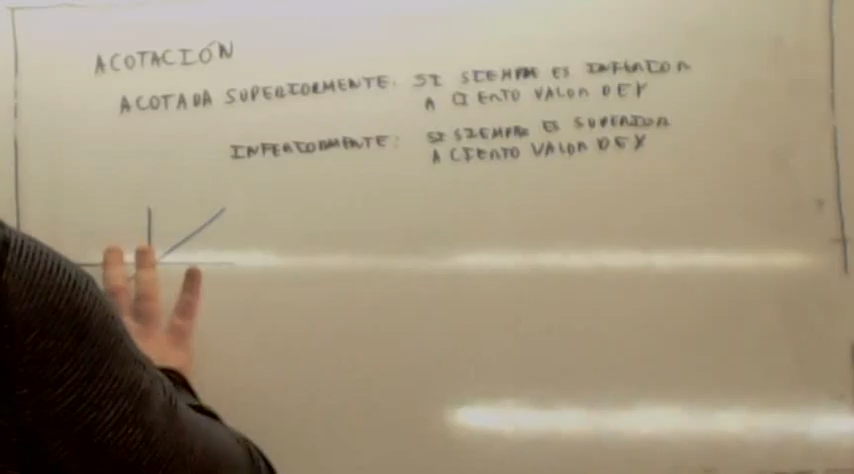 ACOTACIÓN
ACOTADA SUPERIORMENTE: SI SIEMPRE ES INFERIOR
A CIERTO VALOR DE Y
INFERIORMENTE: SI SIEMPRE ES SUPERIOR
A CIERTO VALOR DE Y